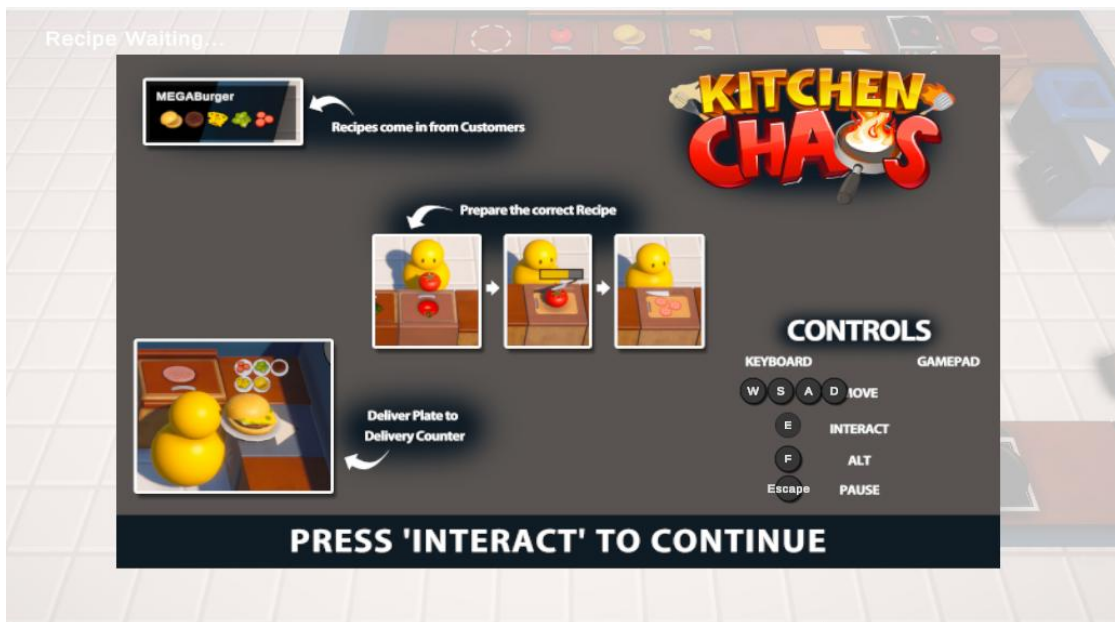 Recipe Waiting...
MEGABurger
Recipes come in from Customers
KITCHEN
CHAOS
Prepare the correct Recipe
Deliver Plate to
Delivery Counter
CONTROLS
KEYBOARD GAMEPAD
W S A D MOVE
E INTERACT
F ALT
Escape PAUSE
PRESS 'INTERACT' TO CONTINUE